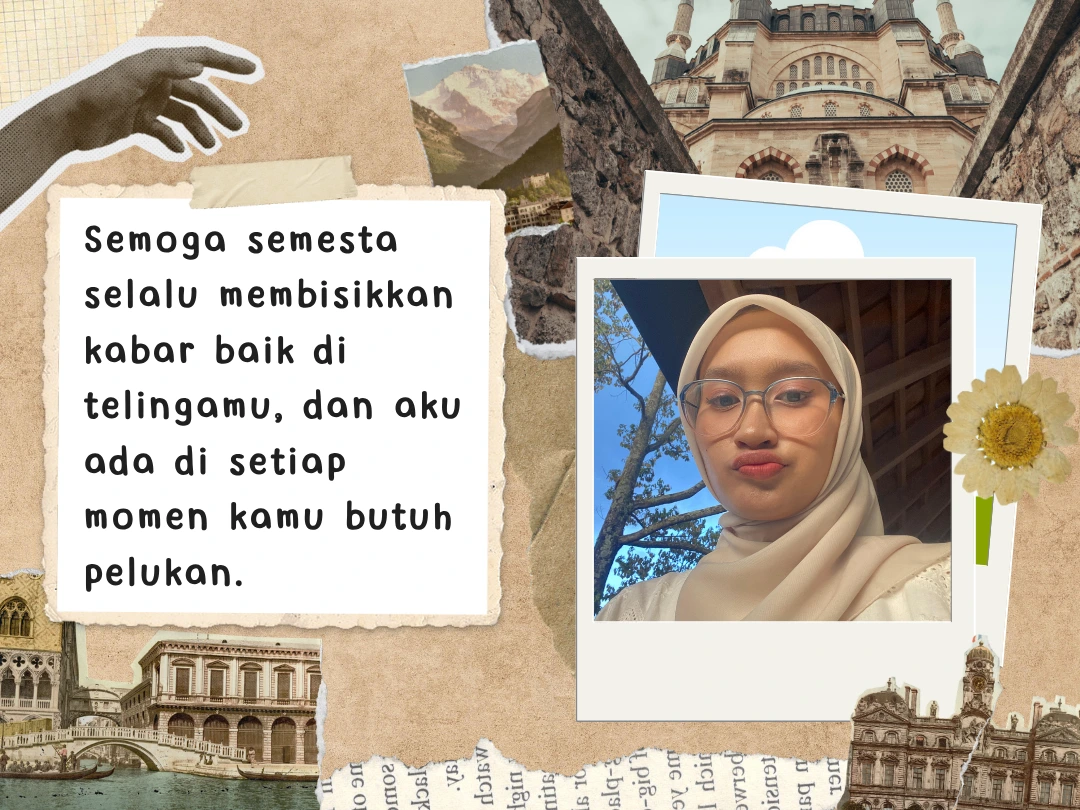 Semoga semesta
selalu membisikkan
kabar baik di
telingamu, dan aku
ada di setiap
momen kamu butuh
pelukan.